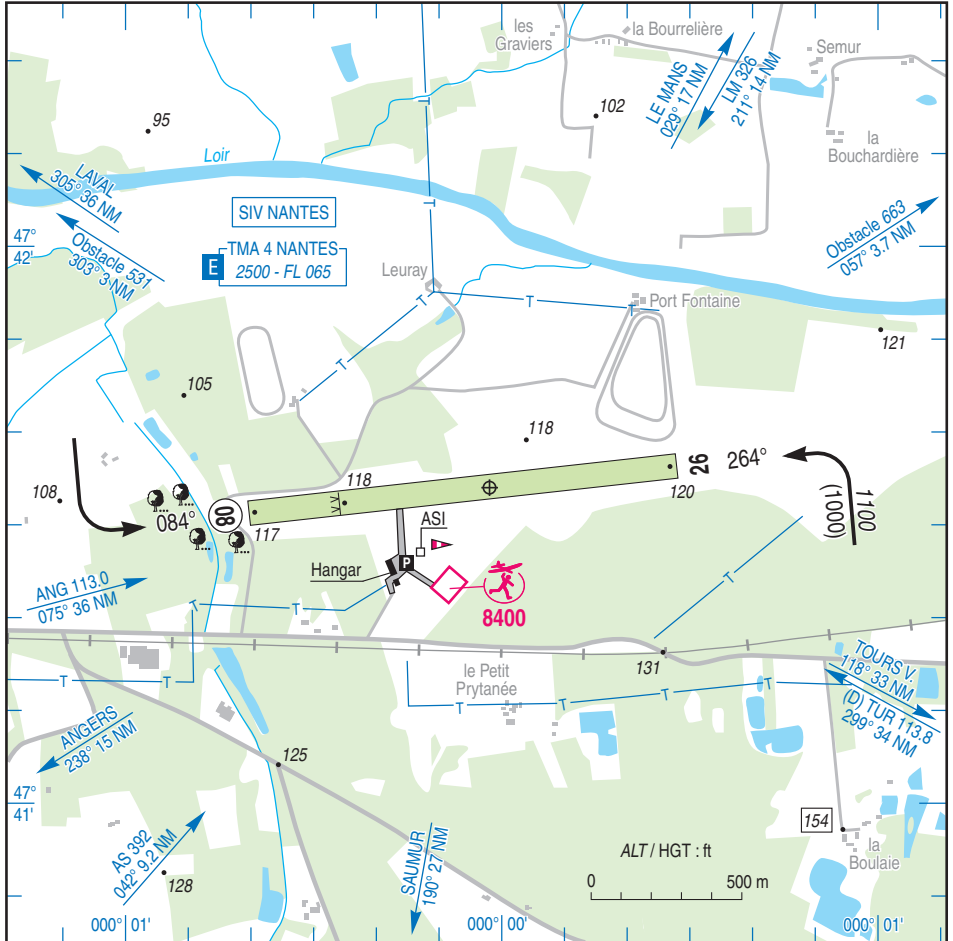 les
Graviers
la Bourrelière
Semur
LE MANS
029° 17 NM
LM 326
211° 14 NM
102
95
la
Bouchardière
Loir
LAVAL
305° 36 NM
SIV NANTES
Obstacle 663
057° 3.7 NM
47°
42'
Obstacle 531
303° 3 NM
E
TMA 4 NANTES
2500 - FL 065
Leuray
T
T
T
T
T
Port Fontaine
121
105
118
26
264°
118
120
108
084°
08
117
V V
1100
(1000)
ASI
P
Hangar
8400
ANG 113.0
075° 36 NM
T
T
T
T
131
le Petit
Prytanée
TOURS V.
118° 33 NM
(D) TUR 113.8
299° 34 NM
T
T
T
T
T
T
T
ANGERS
238° 15 NM
125
47°
41'
154
la
Boulaie
AS 392
042° 9.2 NM
128
SAUMUR
190° 27 NM
ALT / HGT : ft
0
500 m
000° 01'
000° 00'
000° 01'